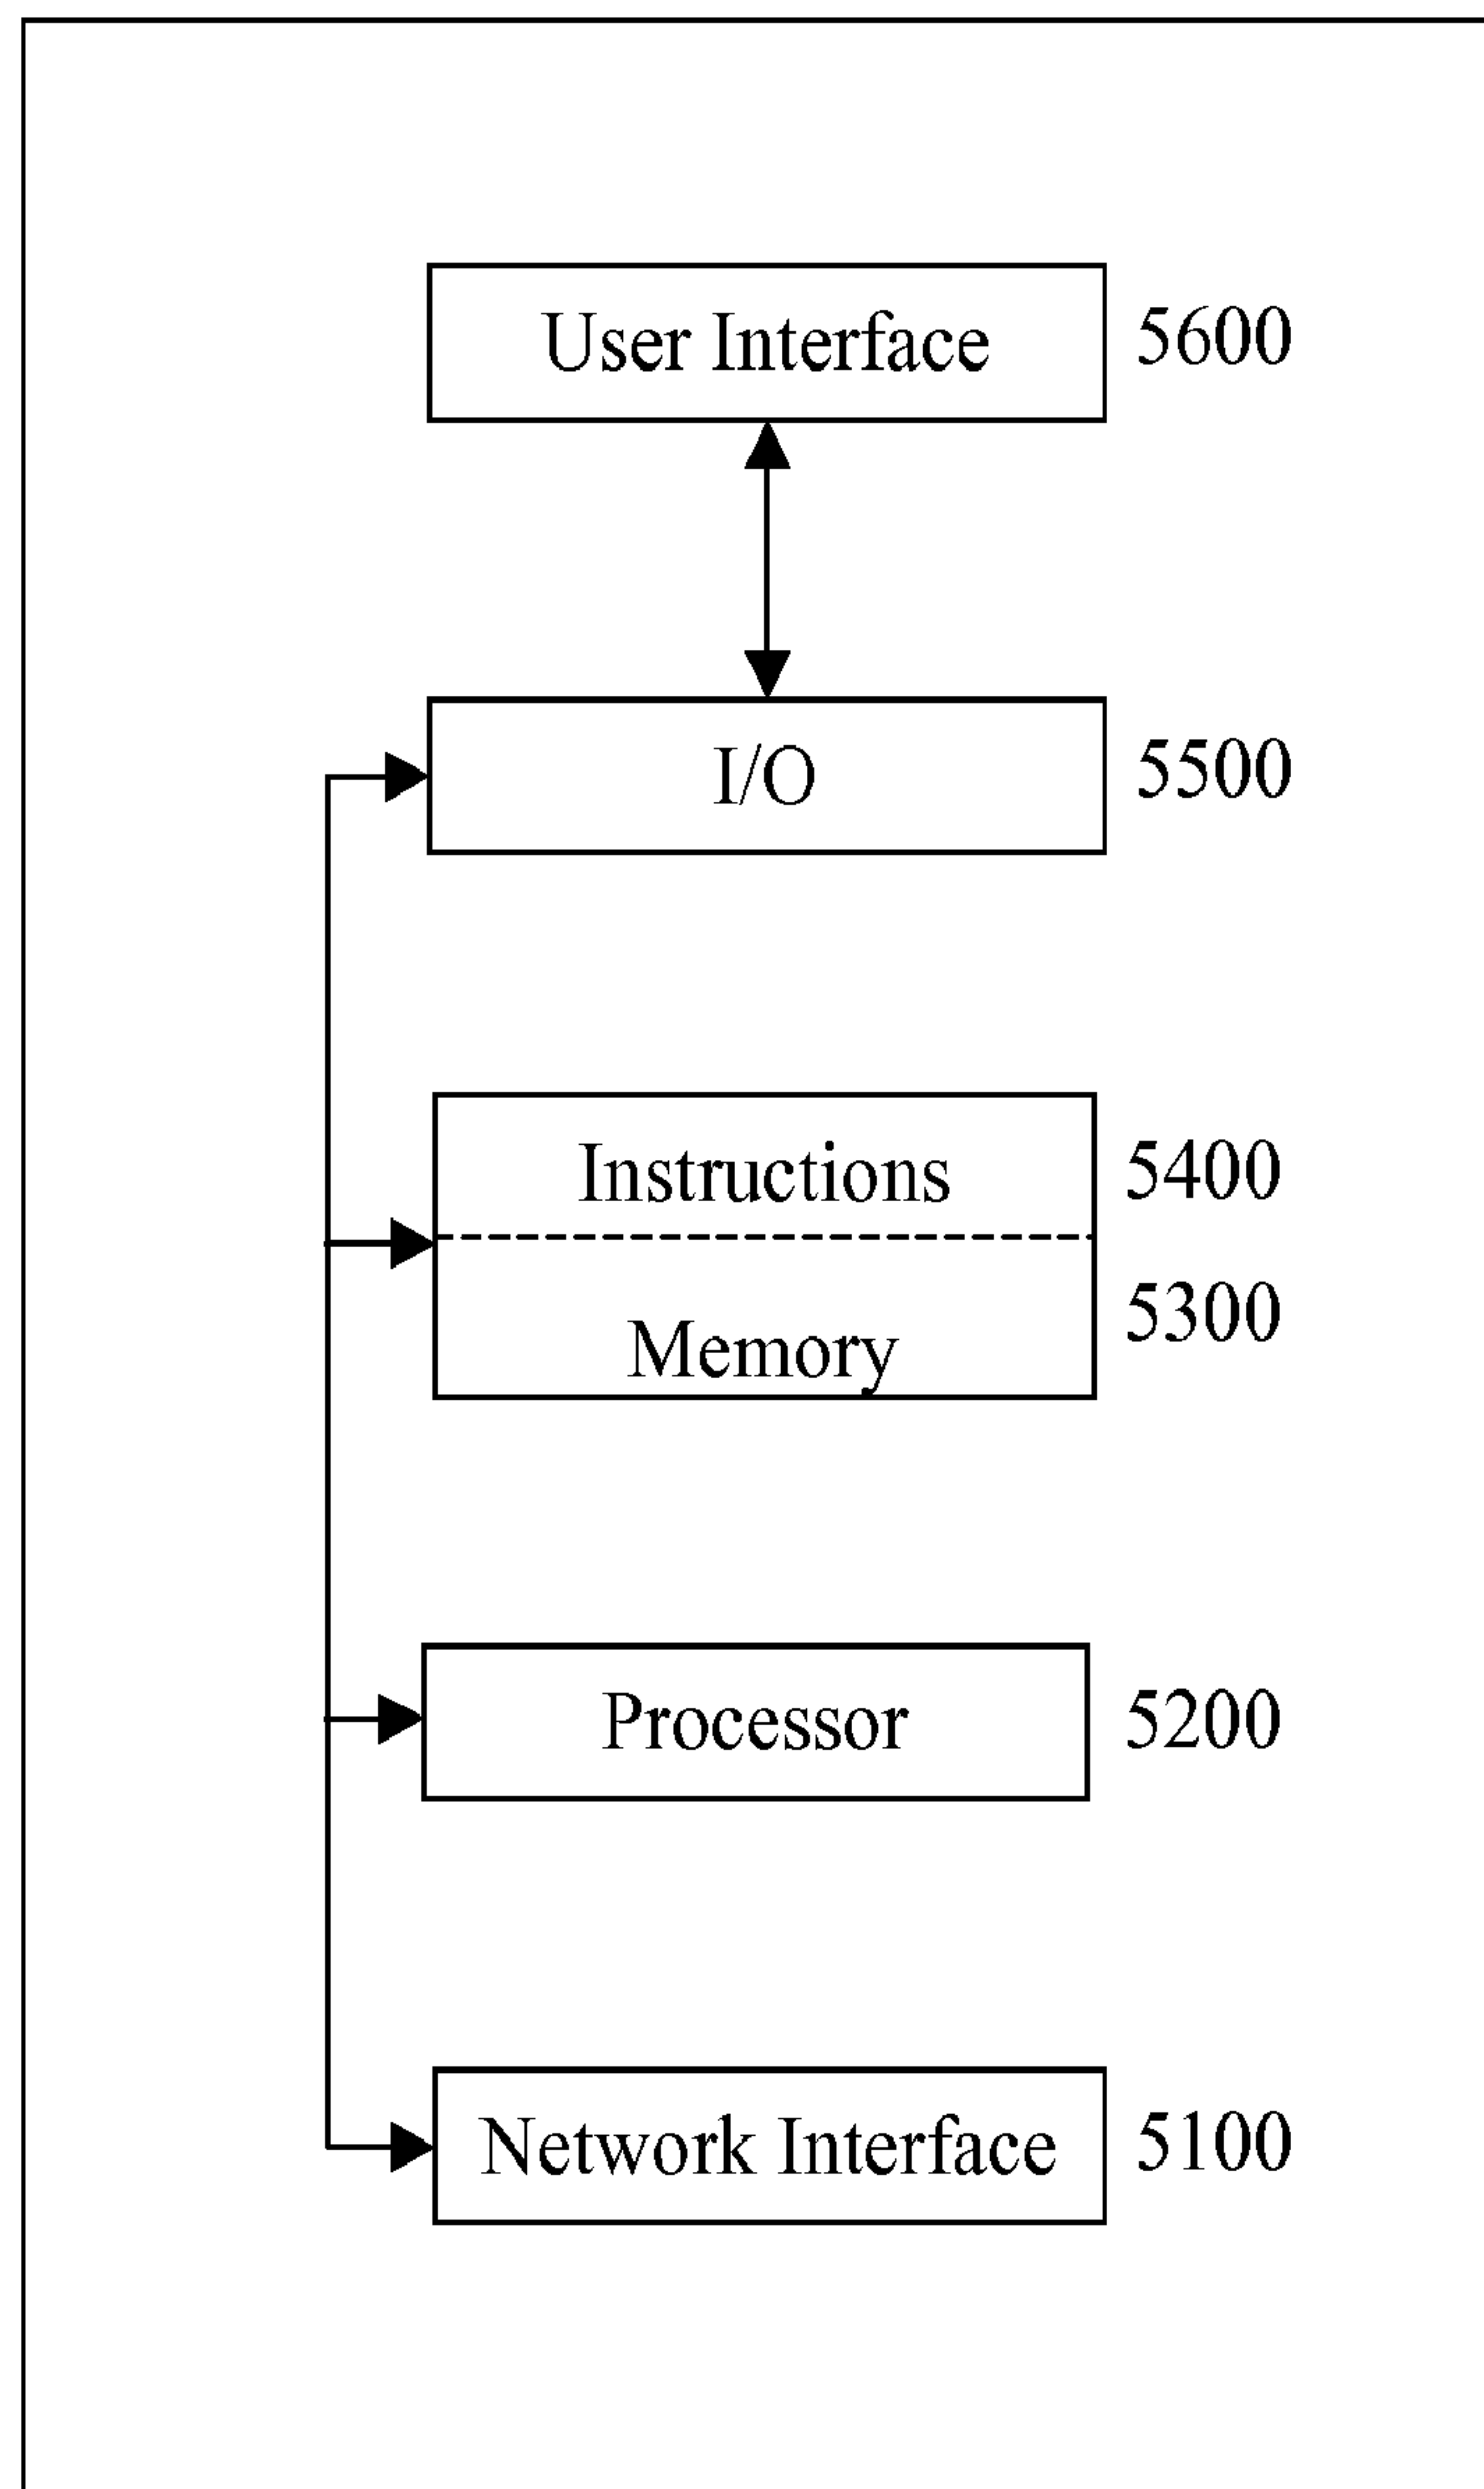 User Interface 5600
I/O 5500
Instructions 5400
5300
Memory
Processor 5200
Network Interface 5100